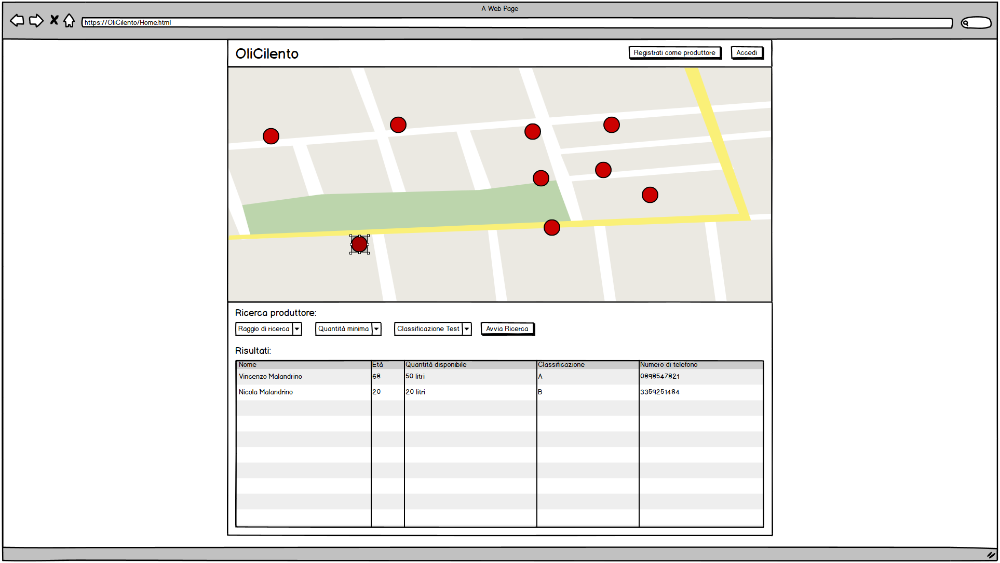 A Web Page
https://OliCilento/Home.html
OliCilento
Registrati come produttore
Accedi
Ricerca produttore:
Raggio di ricerca
Quantità minima
Classificazione Test
Avvia Ricerca
Risultati:
Nome Età Quantità disponibile Classificazione Numero di telefono
Vincenzo Malandrino 68 50 litri A 0898547821
Nicola Malandrino 20 20 litri B 3359251484